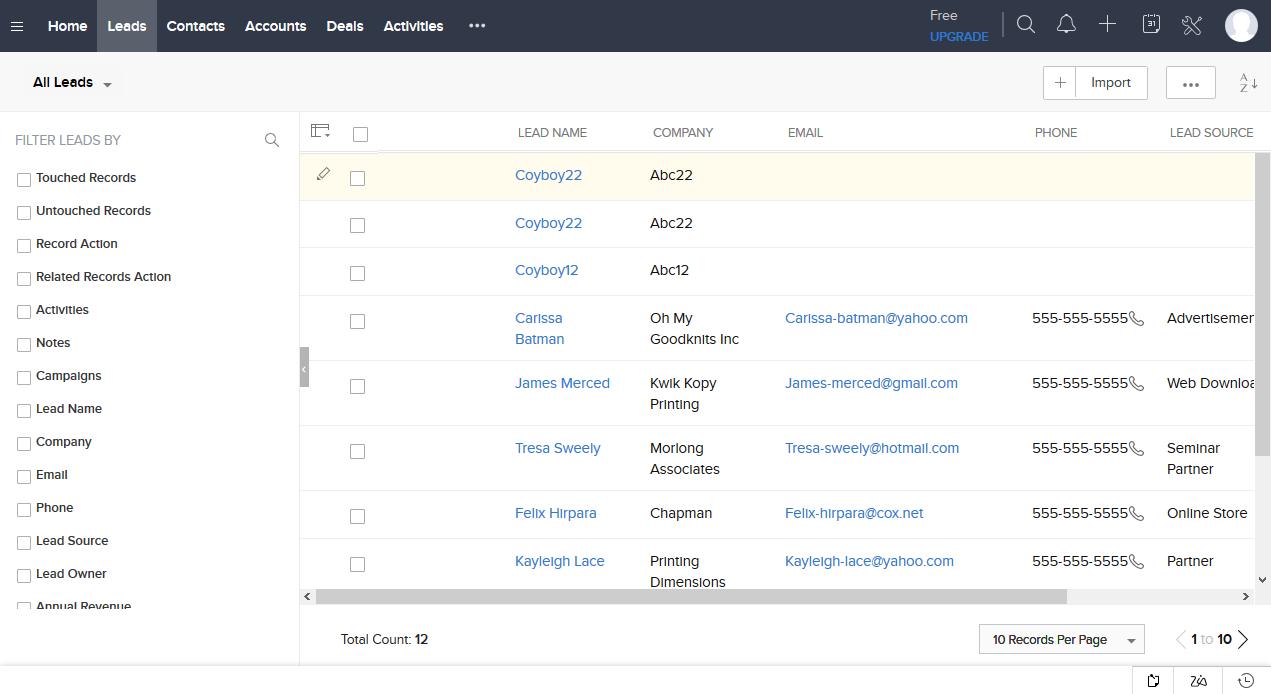 Home Leads Contacts Accounts Deals Activities
Free
UPGRADE
31
All Leads
Import
A
Z
FILTER LEADS BY
Touched Records
Untouched Records
Record Action
Related Records Action
Activities
Notes
Campaigns
Lead Name
Company
Email
Phone
Lead Source
Lead Owner
Annual Revenue
LEAD NAME COMPANY EMAIL PHONE LEAD SOURCE
Coyboy22 Abc22
Coyboy22 Abc22
Coyboy12 Abc12
Carissa Oh My Carissa-batman@yahoo.com 555-555-5555 Advertisemen
Batman Goodknits Inc
James Merced Kwik Kopy James-merced@gmail.com 555-555-5555 Web Downloa
Printing
Tresa Sweely Morlong Tresa-sweely@hotmail.com 555-555-5555 Seminar
Associates Partner
Felix Hirpara Chapman Felix-hirpara@cox.net 555-555-5555 Online Store
Kayleigh Lace Printing Kayleigh-lace@yahoo.com 555-555-5555 Partner
Dimensions
Total Count: 12
10 Records Per Page
1 to 10